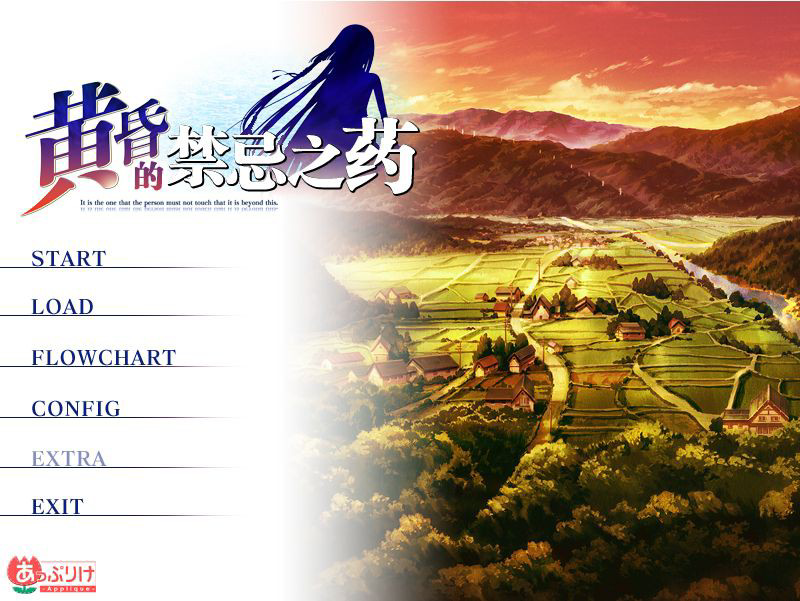 黄昏的禁忌之药
It is the one that the person must not touch that it is beyond this.
START
LOAD
FLOWCHART
CONFIG
EXTRA
EXIT
あっぷりけ
-Applique-